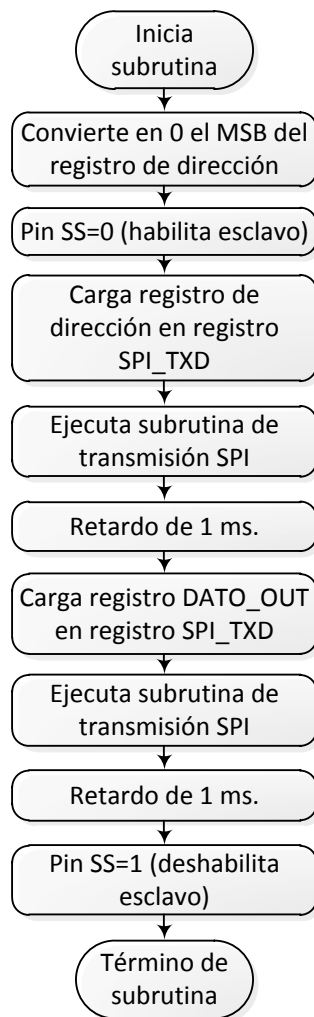 Inicia
subrutina
Convierte en 0 el MSB del
registro de dirección
Pin SS=0 (habilita esclavo)
Carga registro de
dirección en registro
SPI_TXD
Ejecuta subrutina de
transmisión SPI
Retardo de 1 ms.
Carga registro DATO_OUT
en registro SPI_TXD
Ejecuta subrutina de
transmisión SPI
Retardo de 1 ms.
Pin SS=1 (deshabilita
esclavo)
Término de
subrutina